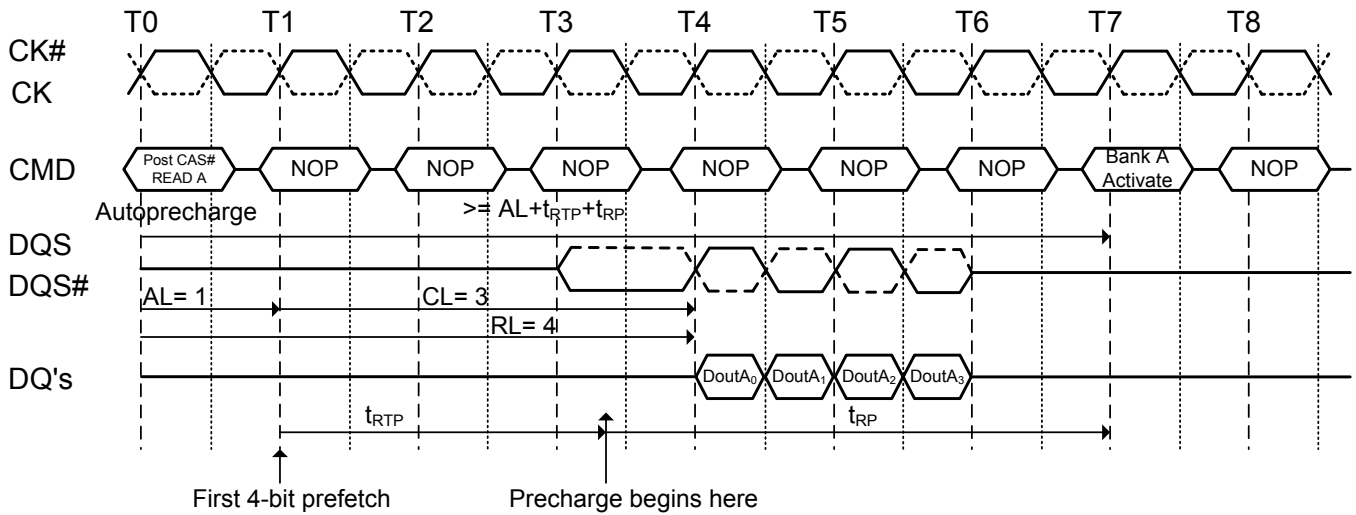 T0 T1 T2 T3 T4 T5 T6 T7 T8
CK#
CK
CMD
Post CAS#
READ A
NOP NOP NOP NOP NOP NOP
Bank A
Activate
NOP
Autoprecharge
>= AL+tRTP+tRP
DQS
DQS#
AL= 1
CL= 3
RL= 4
DQ's
DoutA0 DoutA1 DoutA2 DoutA3
tRTP
tRP
First 4-bit prefetch
Precharge begins here